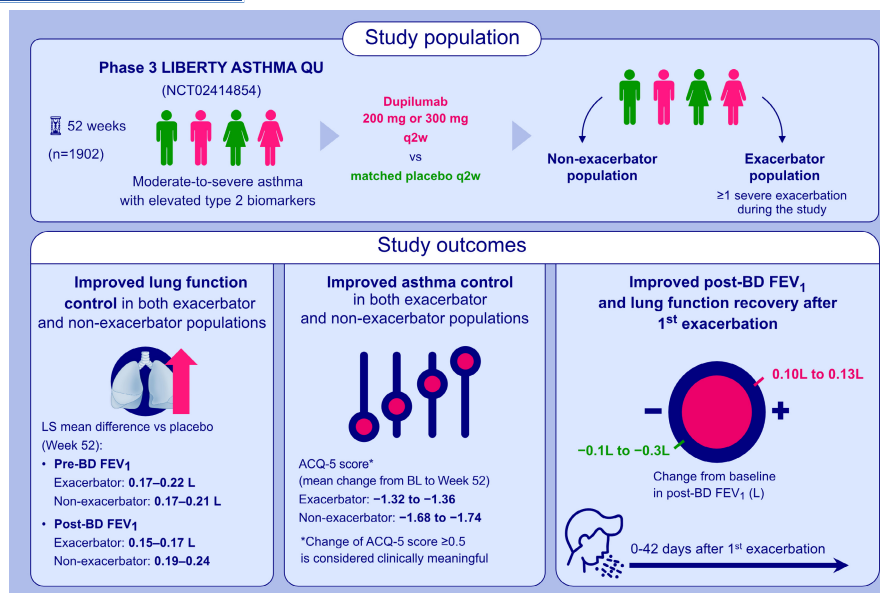 Study population
Phase 3 LIBERTY ASTHMA QU
(NCT02414854)
52 weeks
(n=1902)
Moderate-to-severe asthma
with elevated type 2 biomarkers
Dupilumab
200 mg or 300 mg
q2w
vs
matched placebo q2w
Non-exacerbator
population
Exacerbator
population
≥1 severe exacerbation
during the study
Study outcomes
Improved lung function
control in both exacerbator
and non-exacerbator populations
LS mean difference vs placebo
(Week 52):
• Pre-BD FEV1
Exacerbator: 0.17–0.22 L
Non-exacerbator: 0.17–0.21 L
• Post-BD FEV1
Exacerbator: 0.15–0.17 L
Non-exacerbator: 0.19–0.24
Improved asthma control
in both exacerbator
and non-exacerbator populations
ACQ-5 score*
(mean change from BL to Week 52)
Exacerbator: −1.32 to −1.36
Non-exacerbator: −1.68 to −1.74
*Change of ACQ-5 score ≥0.5
is considered clinically meaningful
Improved post-BD FEV1
and lung function recovery after
1st exacerbation
0.10L to 0.13L
− +
−0.1L to −0.3L
Change from baseline
in post-BD FEV1 (L)
0-42 days after 1st exacerbation